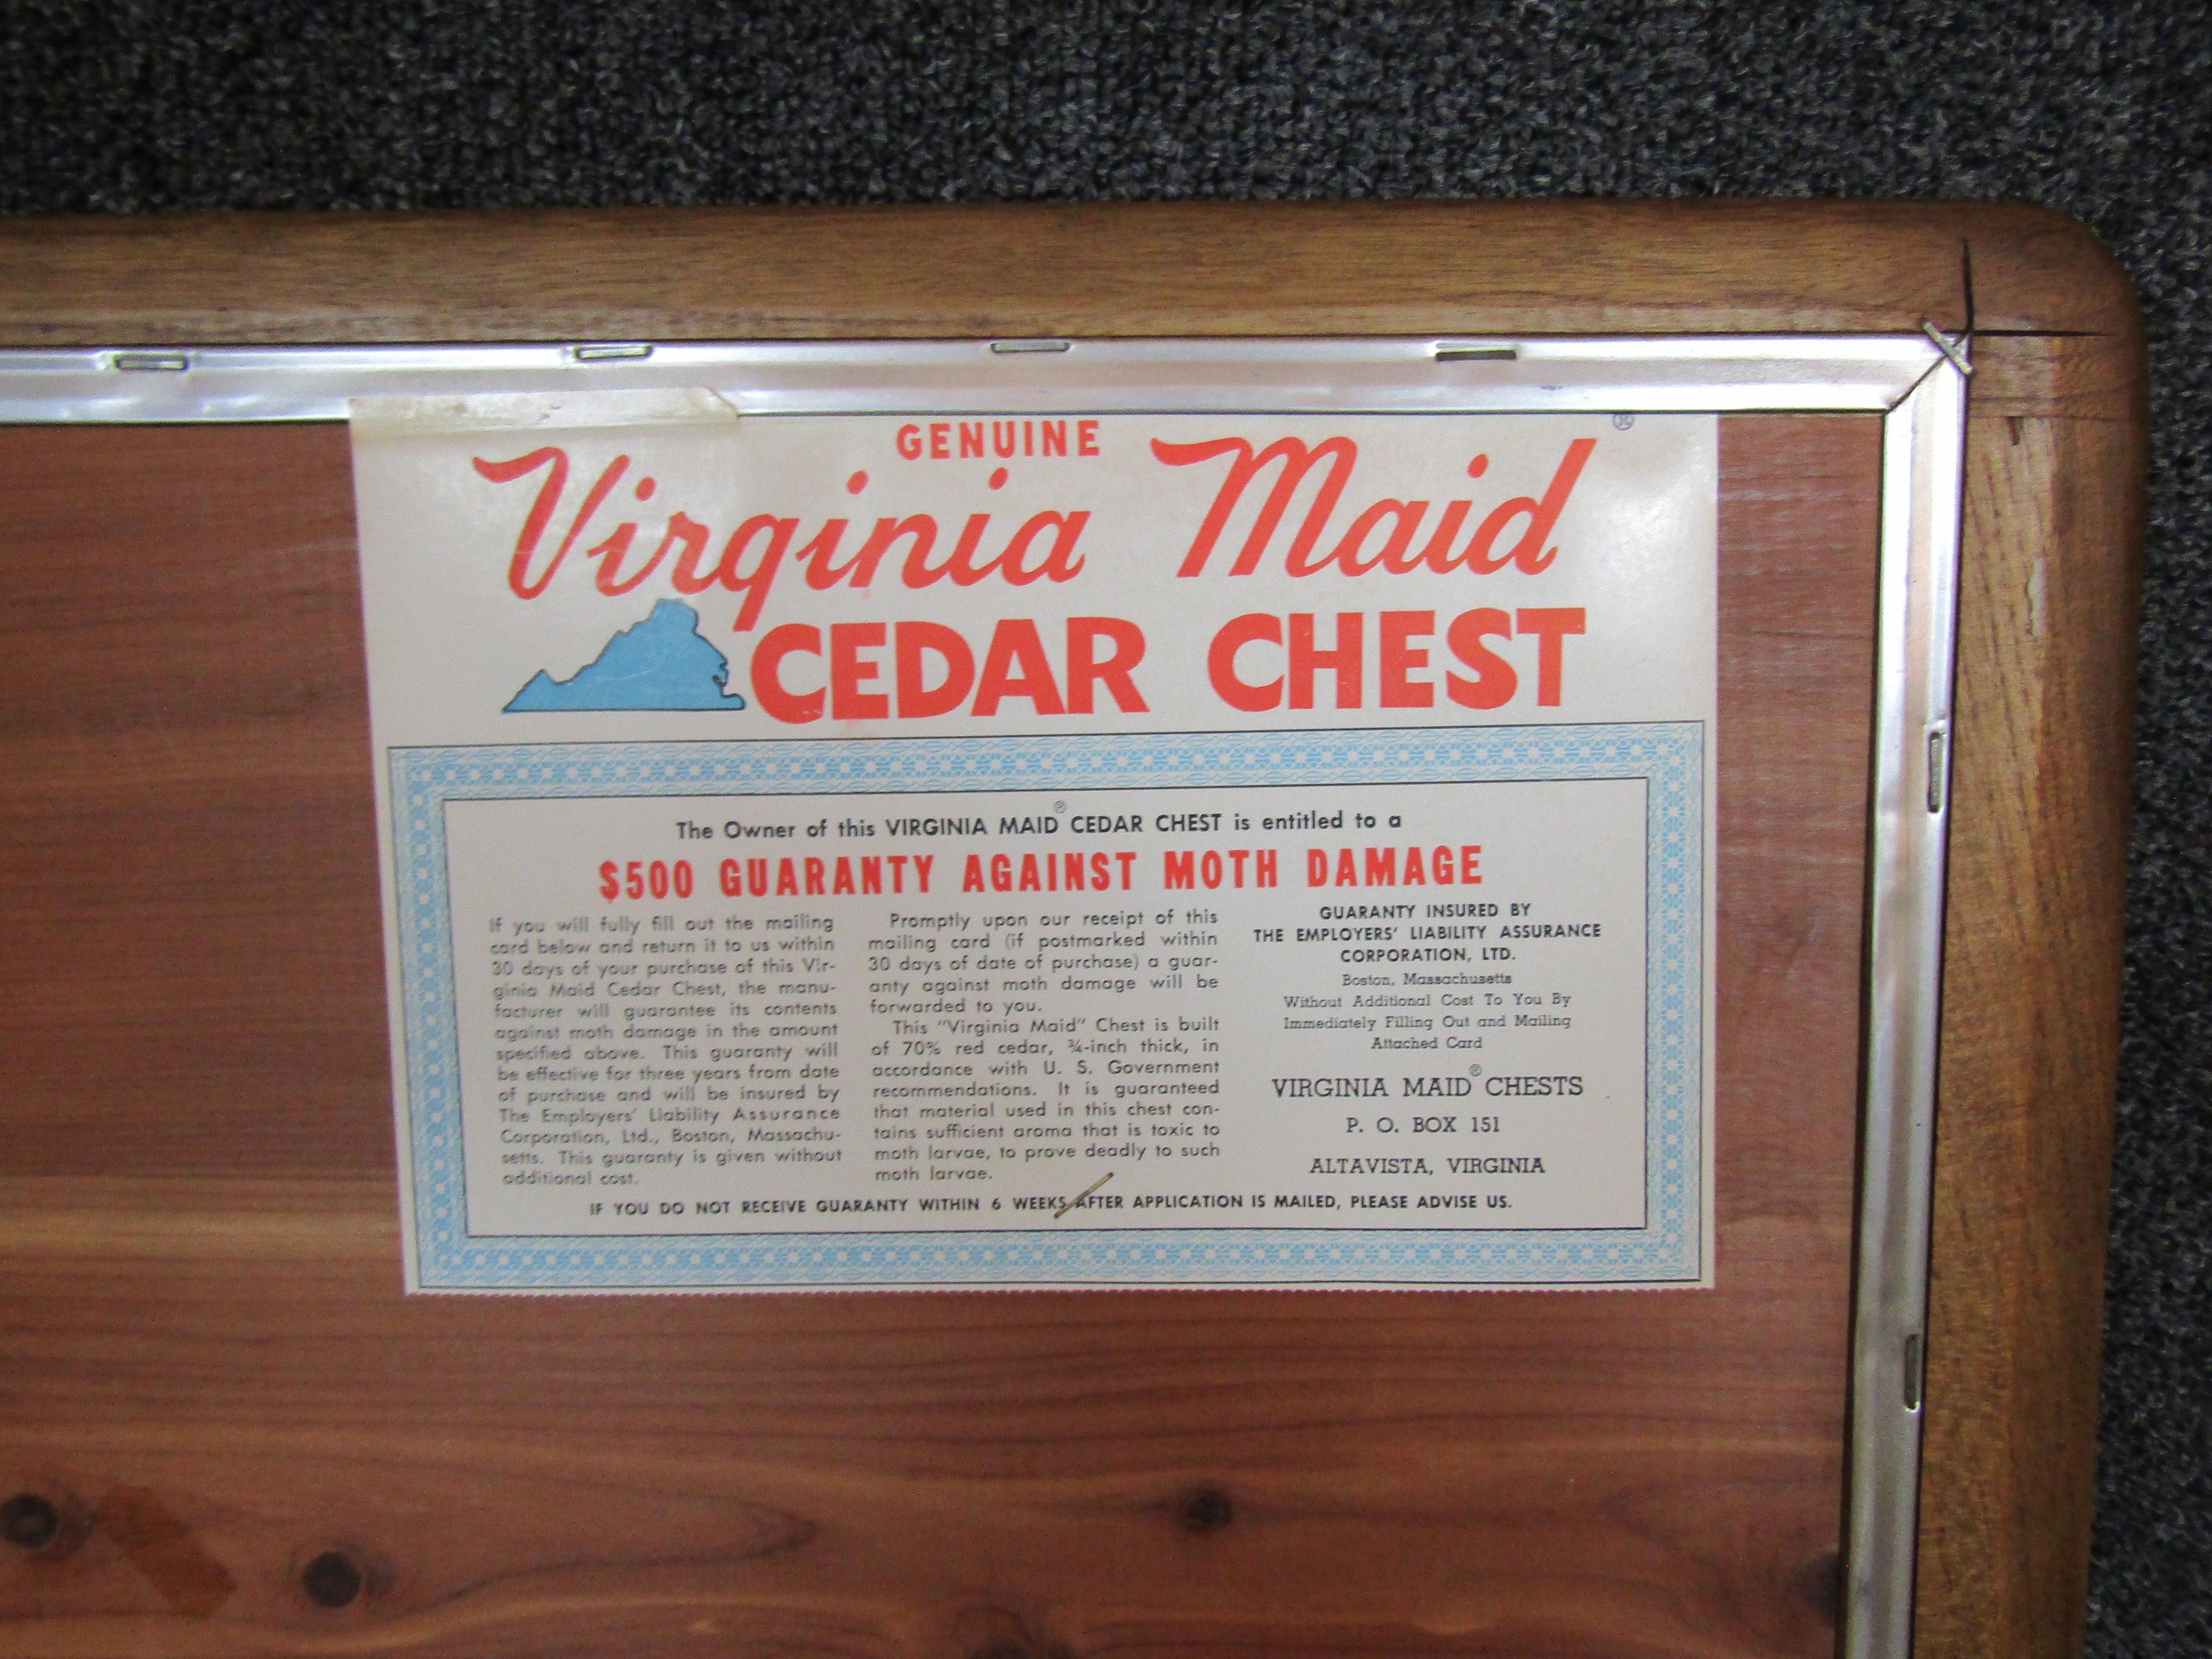 GENUINE
Virginia Maid ®
CEDAR CHEST
The Owner of this VIRGINIA MAID® CEDAR CHEST is entitled to a
$500 GUARANTY AGAINST MOTH DAMAGE
If you will fully fill out the mailing
card below and return it to us within
30 days of your purchase of this Vir-
ginia Maid Cedar Chest, the manu-
facturer will guarantee its contents
against moth damage in the amount
specified above. This guaranty will
be effective for three years from date
of purchase and will be insured by
The Employers' Liability Assurance
Corporation, Ltd., Boston, Massachu-
setts. This guaranty is given without
additional cost.
Promptly upon our receipt of this
mailing card (if postmarked within
30 days of date of purchase) a guar-
anty against moth damage will be
forwarded to you.
This "Virginia Maid" Chest is built
of 70% red cedar, ¾-inch thick, in
accordance with U. S. Government
recommendations. It is guaranteed
that material used in this chest con-
tains sufficient aroma that is toxic to
moth larvae, to prove deadly to such
moth larvae.
GUARANTY INSURED BY
THE EMPLOYERS' LIABILITY ASSURANCE
CORPORATION, LTD.
Boston, Massachusetts
Without Additional Cost To You By
Immediately Filling Out and Mailing
Attached Card
VIRGINIA MAID® CHESTS
P. O. BOX 151
ALTAVISTA, VIRGINIA
IF YOU DO NOT RECEIVE GUARANTY WITHIN 6 WEEKS AFTER APPLICATION IS MAILED, PLEASE ADVISE US.